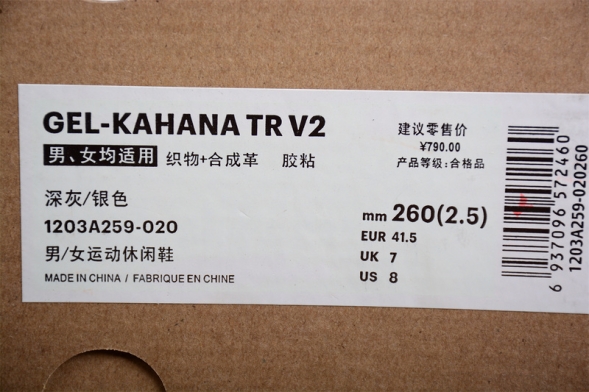 GEL-KAHANA TR V2
男、女均适用 织物+合成革 胶粘
深灰/银色
1203A259-020
男/女运动休闲鞋
MADE IN CHINA / FABRIQUE EN CHINE
建议零售价
¥790.00
产品等级:合格品
mm 260(2.5)
EUR 41.5
UK 7
US 8
6 937096 572460
1203A259-020260